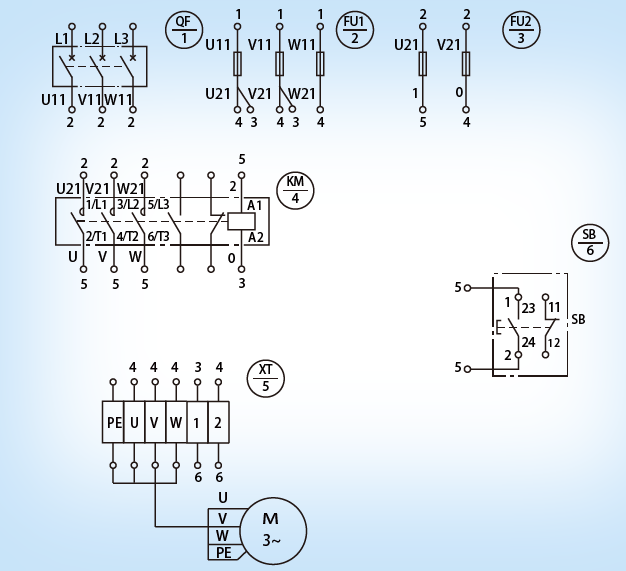 L1 L2 L3 QF 1
U11 V11 W11
2 2 2
1 1 1 FU1 2
U11 V11 W11
U21 V21 W21
4 3 4 3 4
2 2 FU2 3
U21 V21
1 0
5 4
2 2 2 5 KM 4
U21 V21 W21 2
1/L1 3/L2 5/L3 A1
2/T1 4/T2 6/T3 A2
U V W 0
5 5 5 3
SB 6
5 1 23 11
SB
24 12
5 2
4 4 4 3 4 XT 5
PE U V W 1 2
6 6
U
V
W
PE
M
3~